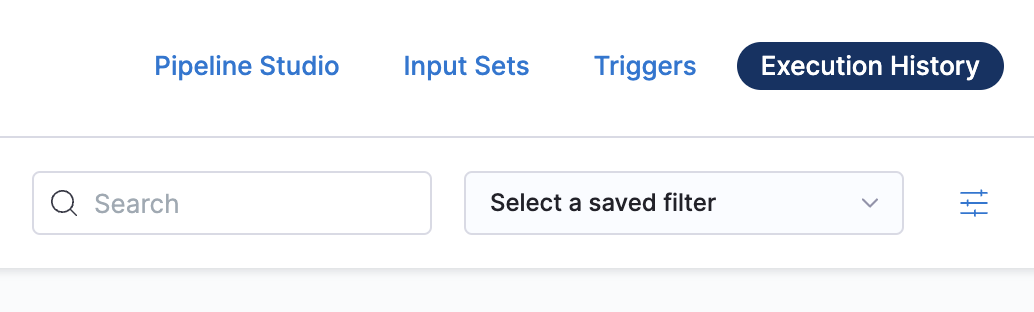 Pipeline Studio Input Sets Triggers Execution History
Search Select a saved filter